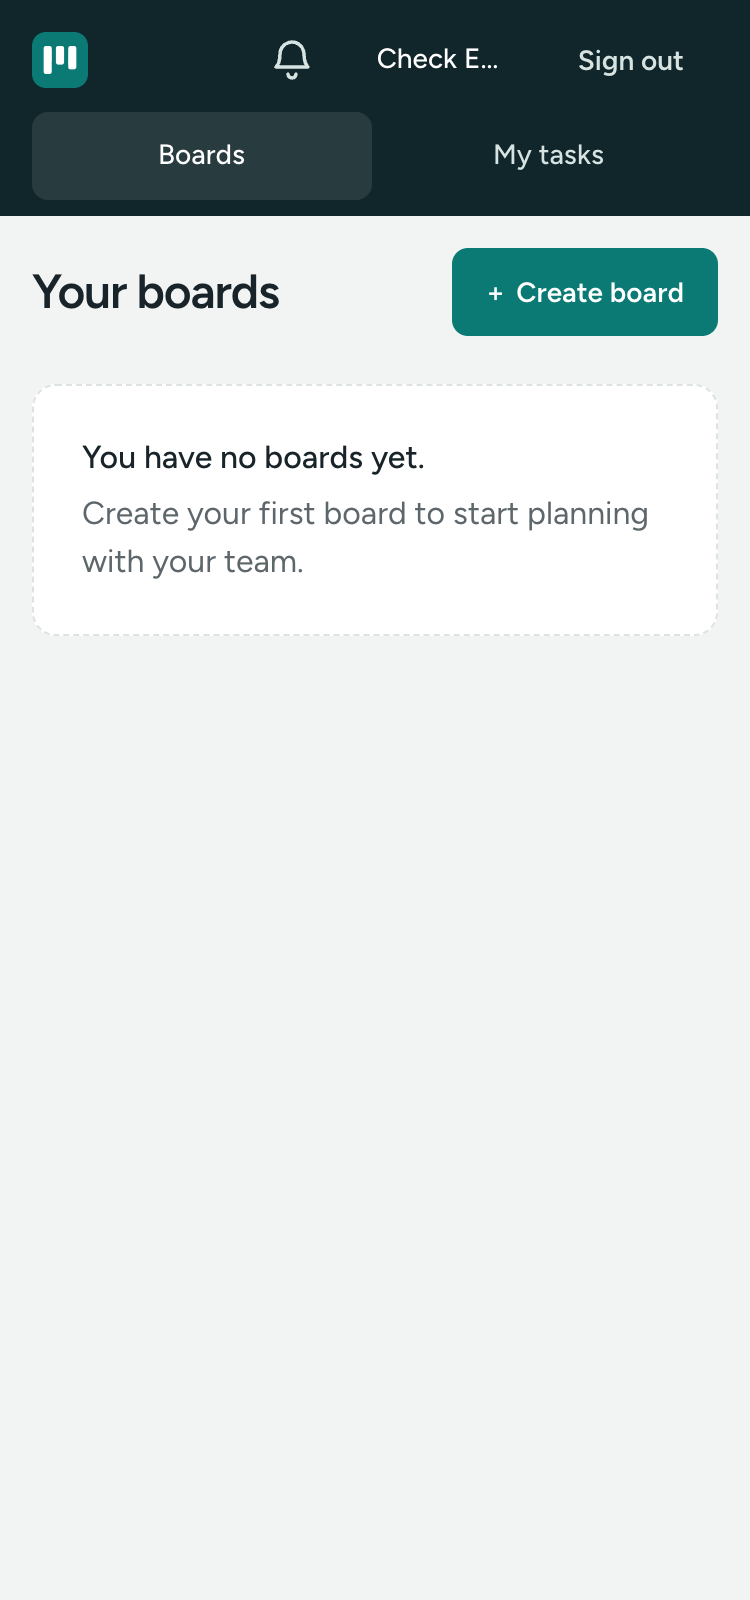 Check E...
Sign out
Boards
My tasks
Your boards
+ Create board
You have no boards yet.
Create your first board to start planning
with your team.